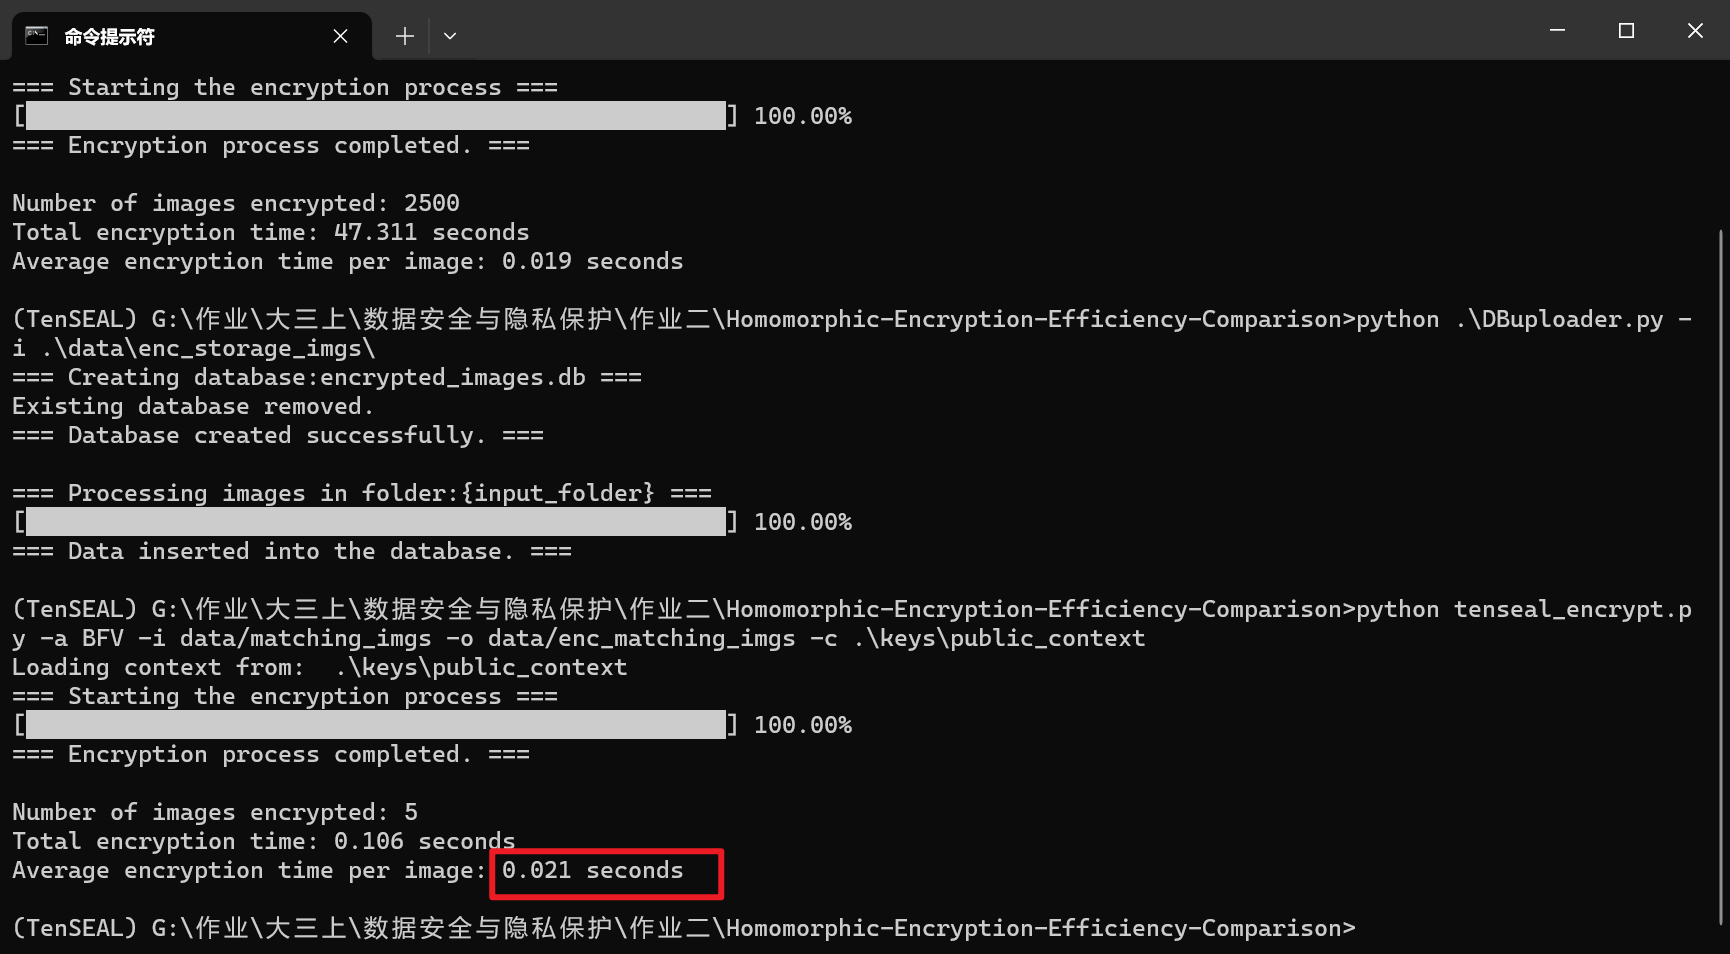 命令提示符
=== Starting the encryption process ===
[] 100.00%
=== Encryption process completed. ===
Number of images encrypted: 2500
Total encryption time: 47.311 seconds
Average encryption time per image: 0.019 seconds
(TenSEAL) G:\作业\大三上\数据安全与隐私保护\作业二\Homomorphic-Encryption-Efficiency-Comparison>python .\DBuploader.py -
i .\data\enc_storage_imgs\
=== Creating database:encrypted_images.db ===
Existing database removed.
=== Database created successfully. ===
=== Processing images in folder:{input_folder} ===
[] 100.00%
=== Data inserted into the database. ===
(TenSEAL) G:\作业\大三上\数据安全与隐私保护\作业二\Homomorphic-Encryption-Efficiency-Comparison>python tenseal_encrypt.p
y -a BFV -i data/matching_imgs -o data/enc_matching_imgs -c .\keys\public_context
Loading context from:  .\keys\public_context
=== Starting the encryption process ===
[] 100.00%
=== Encryption process completed. ===
Number of images encrypted: 5
Total encryption time: 0.106 seconds
Average encryption time per image: 0.021 seconds
(TenSEAL) G:\作业\大三上\数据安全与隐私保护\作业二\Homomorphic-Encryption-Efficiency-Comparison>